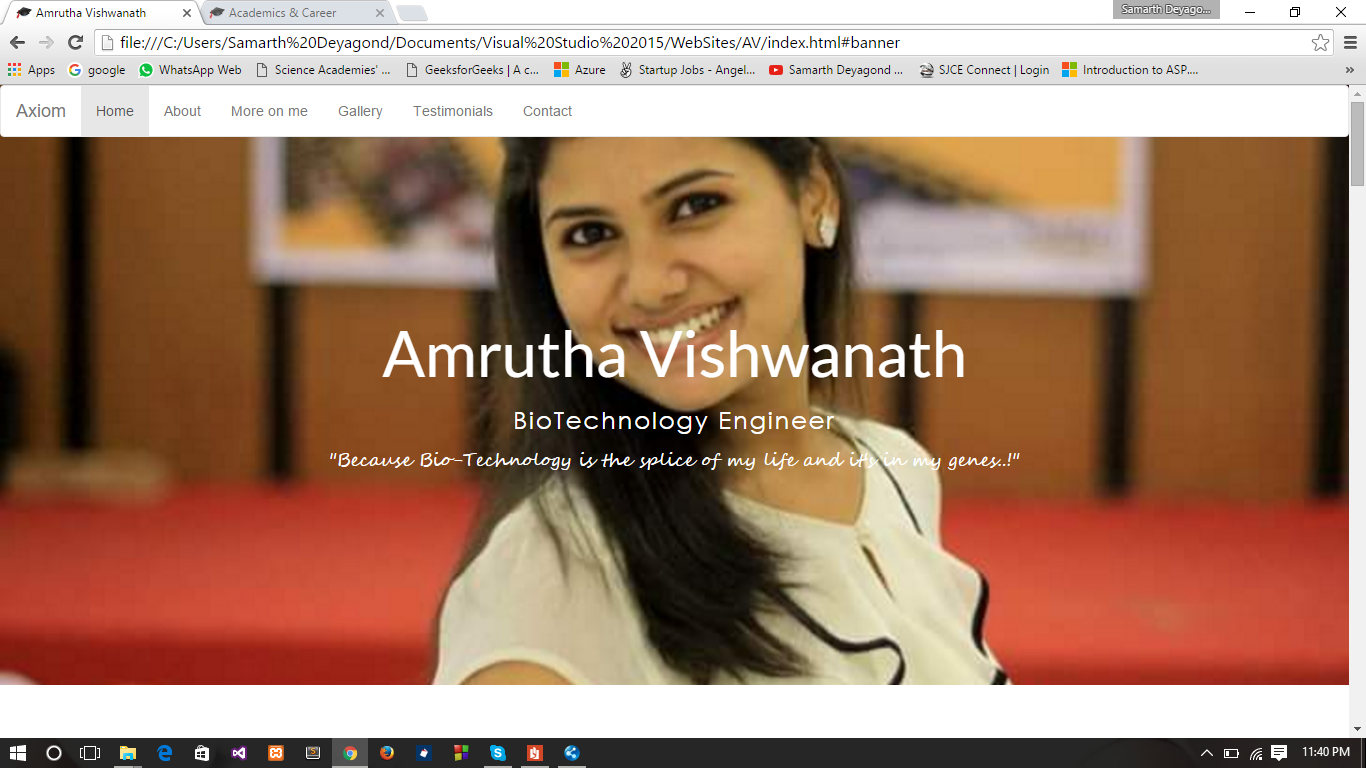 Amrutha Vishwanath
Academics & Career
Samarth Deyago...
file:///C:/Users/Samarth%20Deyagond/Documents/Visual%20Studio%202015/WebSites/AV/index.html#banner
Apps google WhatsApp Web Science Academies' ... GeeksforGeeks | A c... Azure Startup Jobs - Angel... Samarth Deyagond ... SJCE Connect | Login Introduction to ASP.... »
Axiom Home About More on me Gallery Testimonials Contact
Amrutha Vishwanath
BioTechnology Engineer
"Because Bio-Technology is the splice of my life and it's in my genes..!"
11:40 PM